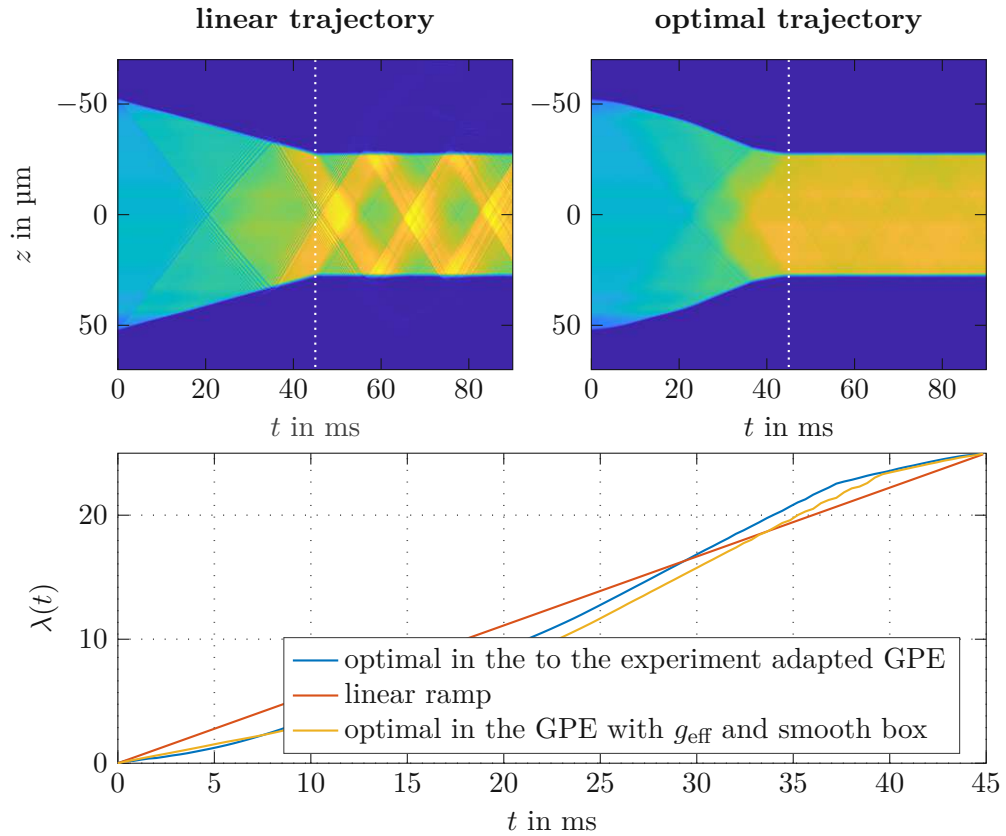 linear trajectory
optimal trajectory
−50
0
50
z in µm
0
20
40
60
80
t in ms
−50
0
50
0
20
40
60
80
t in ms
20
10
0
λ(t)
optimal in the to the experiment adapted GPE
linear ramp
optimal in the GPE with g_eff and smooth box
0
5
10
15
20
25
30
35
40
45
t in ms